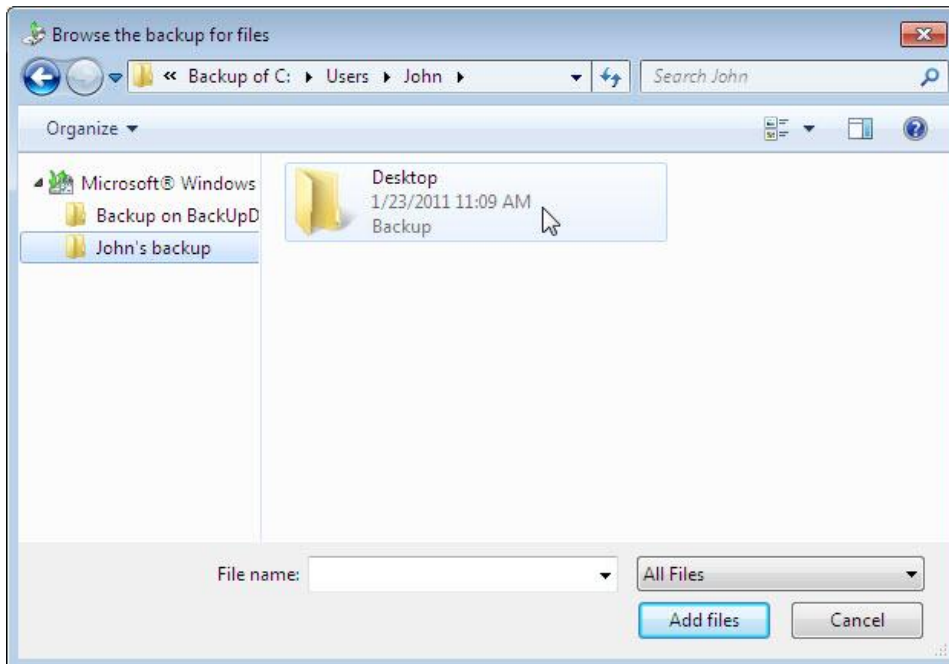 Browse the backup for files
« Backup of C: ▸ Users ▸ John ▸
Search John
Organize
Microsoft® Windows
Backup on BackUpD
John's backup
Desktop
1/23/2011 11:09 AM
Backup
File name:
All Files
Add files
Cancel